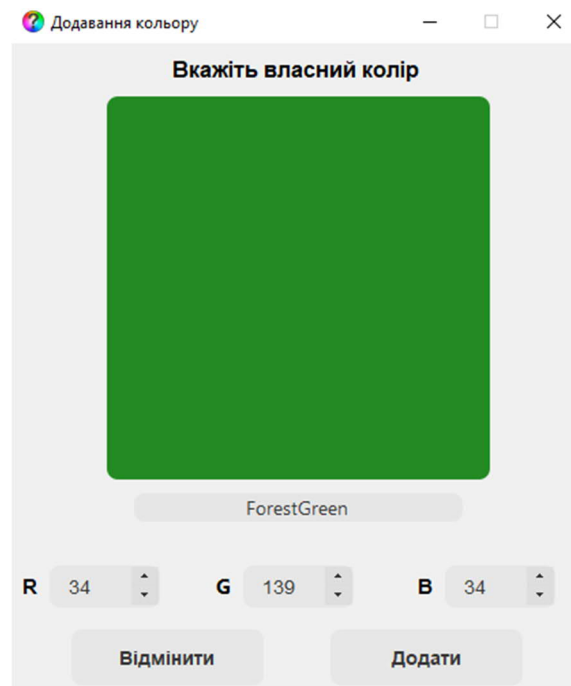 Додавання кольору
Вкажіть власний колір
ForestGreen
R 34 G 139 B 34
Відмінити Додати